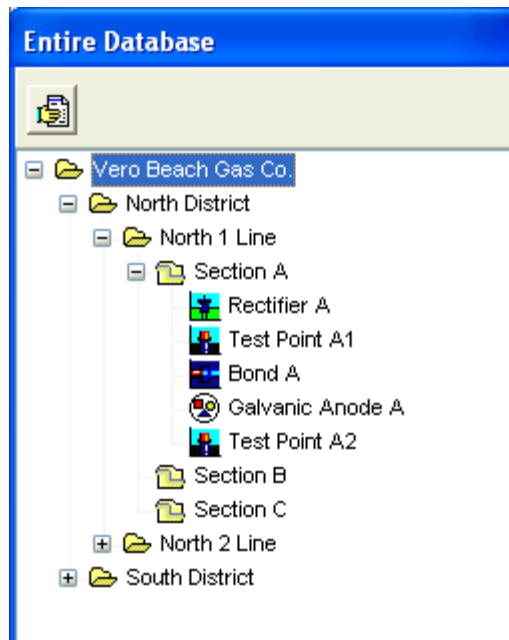 Entire Database
Vero Beach Gas Co.
North District
North 1 Line
Section A
Rectifier A
Test Point A1
Bond A
Galvanic Anode A
Test Point A2
Section B
Section C
North 2 Line
South District